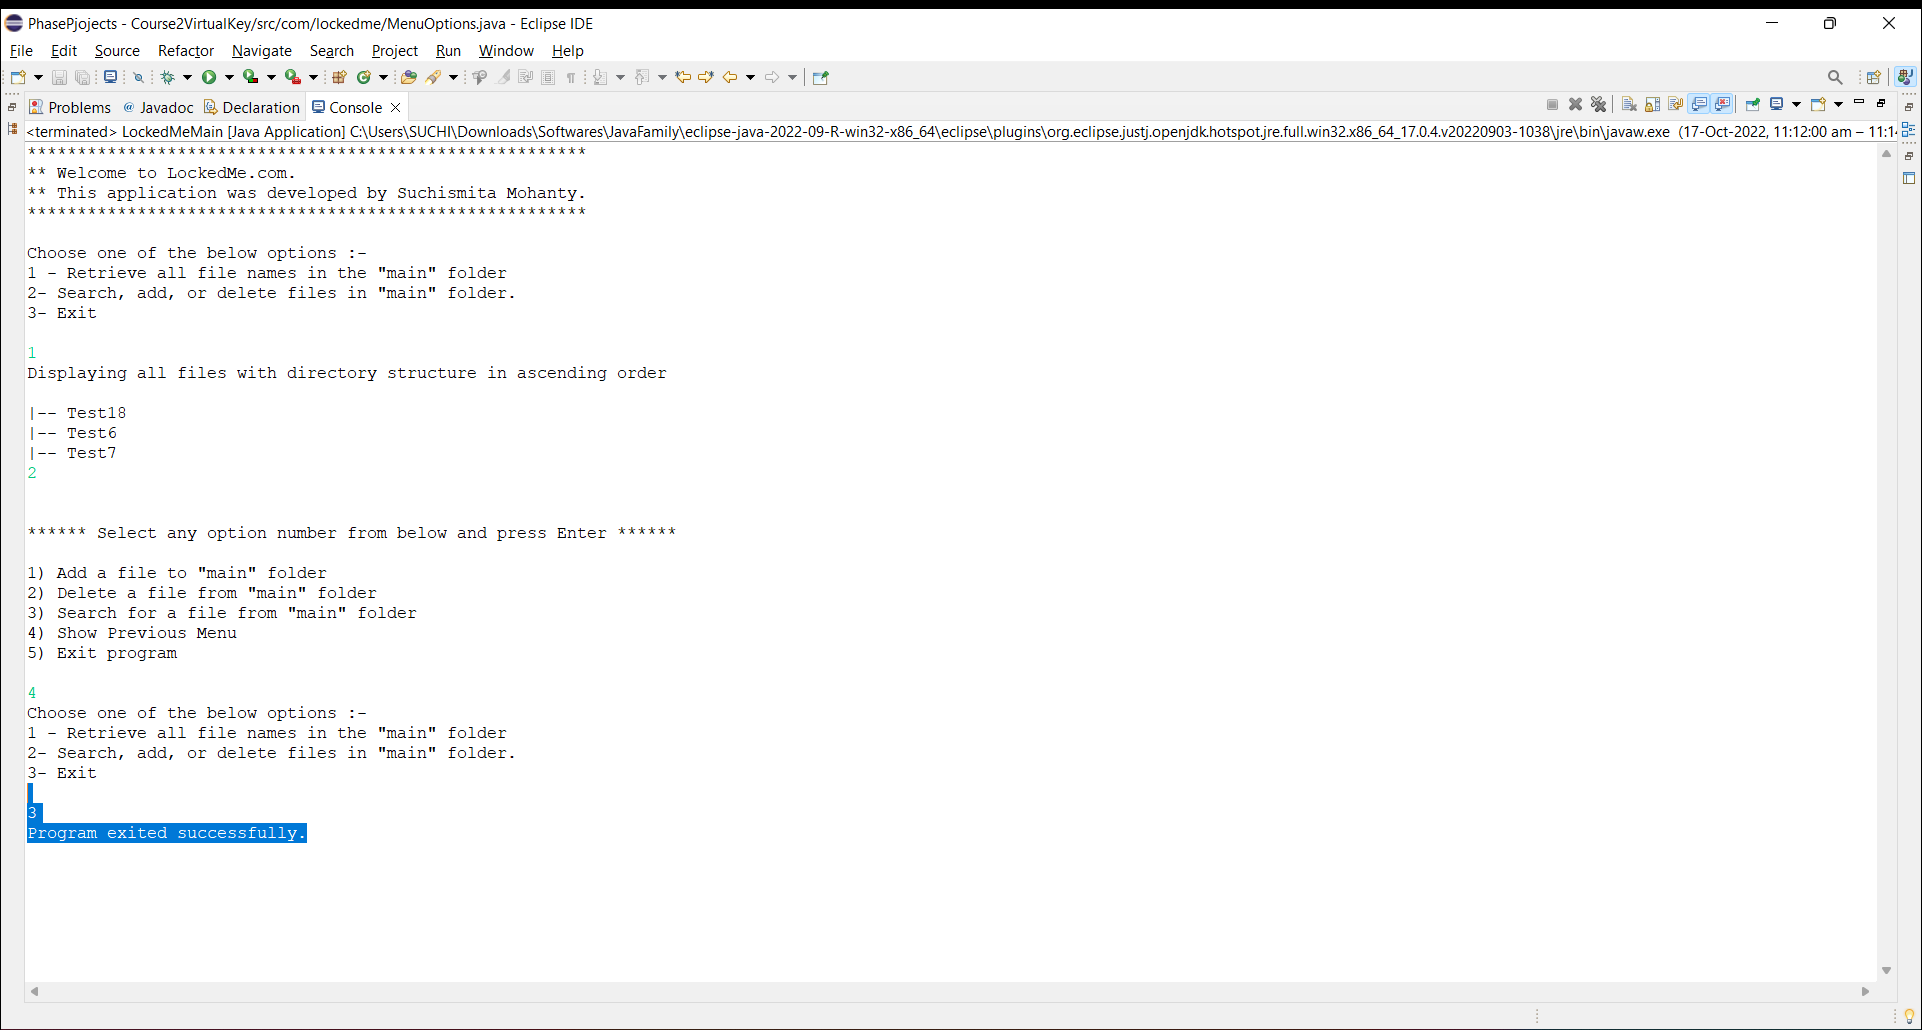 PhasePjojects - Course2VirtualKey/src/com/lockedme/MenuOptions.java - Eclipse IDE
File Edit Source Refactor Navigate Search Project Run Window Help
Problems @ Javadoc Declaration Console
<terminated> LockedMeMain [Java Application] C:\Users\SUCHI\Downloads\Softwares\JavaFamily\eclipse-java-2022-09-R-win32-x86_64\eclipse\plugins\org.eclipse.justj.openjdk.hotspot.jre.full.win32.x86_64_17.0.4.v20220903-1038\jre\bin\javaw.exe (17-Oct-2022, 11:12:00 am – 11:1
********************************************************
** Welcome to LockedMe.com.
** This application was developed by Suchismita Mohanty.
********************************************************
Choose one of the below options :-
1 - Retrieve all file names in the "main" folder
2- Search, add, or delete files in "main" folder.
3- Exit
1
Displaying all files with directory structure in ascending order
|-- Test18
|-- Test6
|-- Test7
2
****** Select any option number from below and press Enter ******
1) Add a file to "main" folder
2) Delete a file from "main" folder
3) Search for a file from "main" folder
4) Show Previous Menu
5) Exit program
4
Choose one of the below options :-
1 - Retrieve all file names in the "main" folder
2- Search, add, or delete files in "main" folder.
3- Exit
3
Program exited successfully.